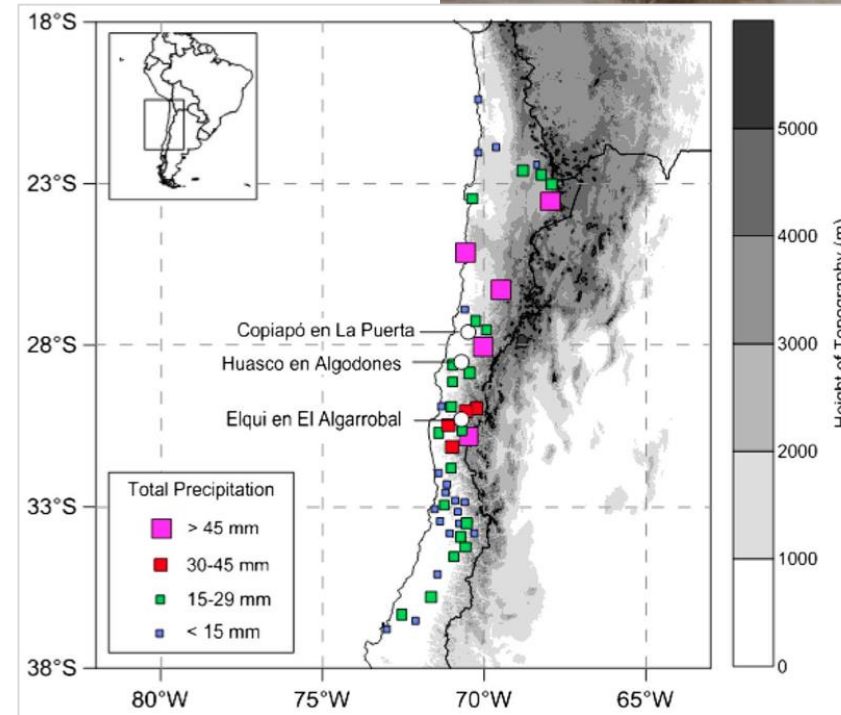 18°S
23°S
28°S
33°S
38°S
80°W
75°W
70°W
65°W
Copiapó en La Puerta
Huasco en Algodones
Elqui en El Algarrobal
Total Precipitation
> 45 mm
30-45 mm
15-29 mm
< 15 mm
5000
4000
3000
2000
1000
0
Height of Topography (m)